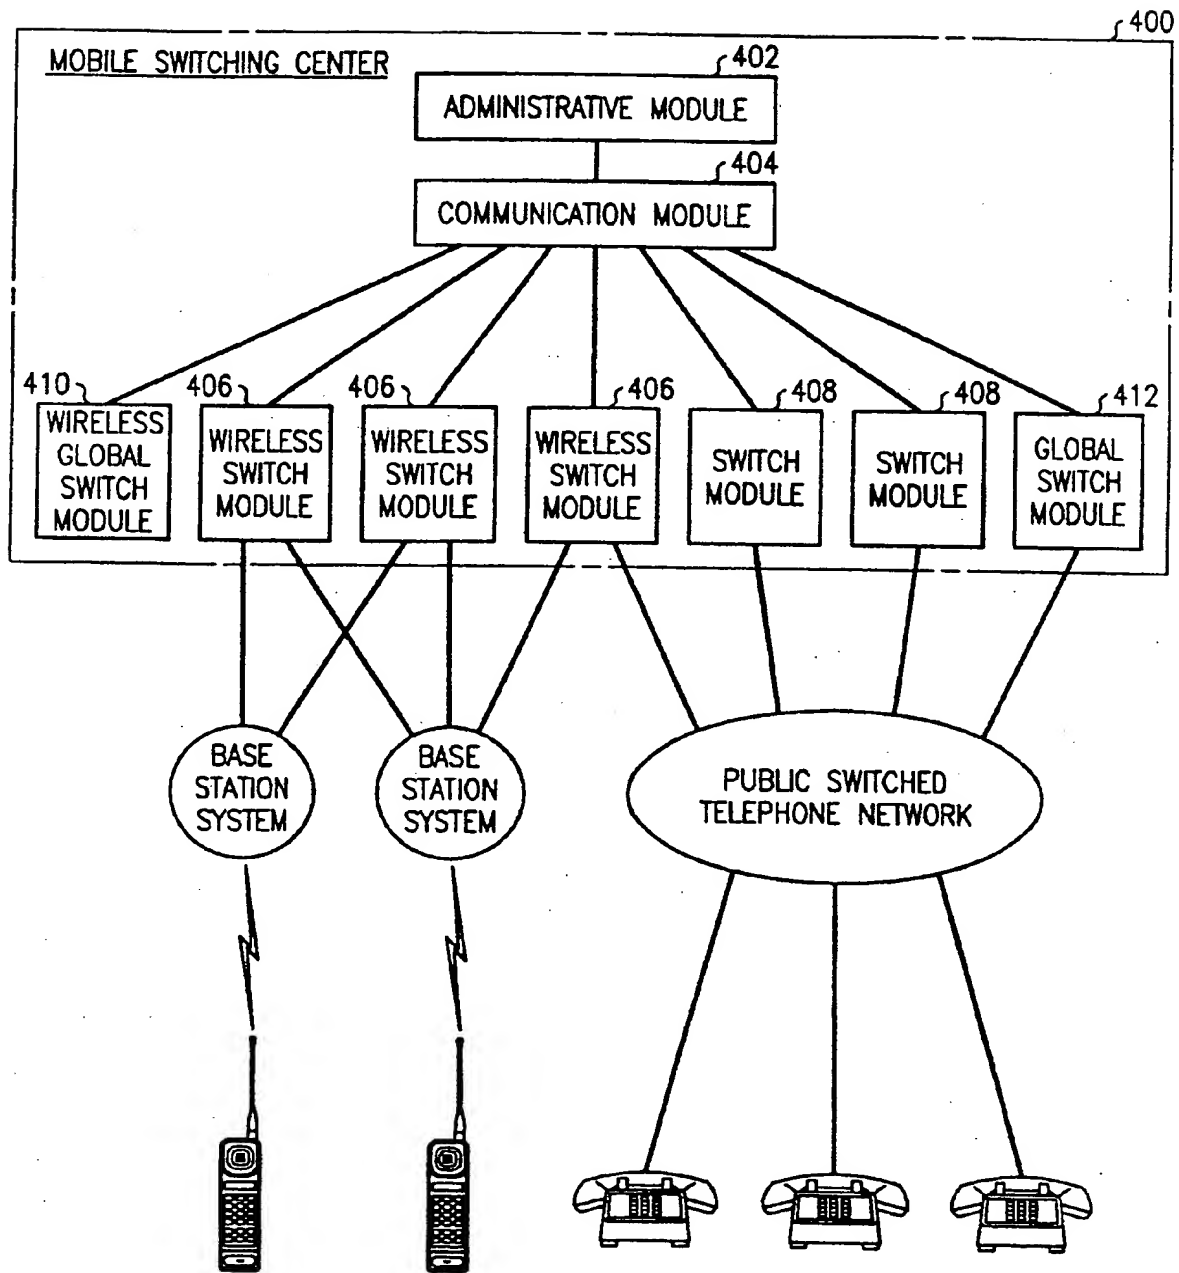 400
MOBILE SWITCHING CENTER
402
ADMINISTRATIVE MODULE
404
COMMUNICATION MODULE
410
WIRELESS
GLOBAL
SWITCH
MODULE
406
WIRELESS
SWITCH
MODULE
406
WIRELESS
SWITCH
MODULE
406
WIRELESS
SWITCH
MODULE
408
SWITCH
MODULE
408
SWITCH
MODULE
412
GLOBAL
SWITCH
MODULE
BASE
STATION
SYSTEM
BASE
STATION
SYSTEM
PUBLIC SWITCHED
TELEPHONE NETWORK